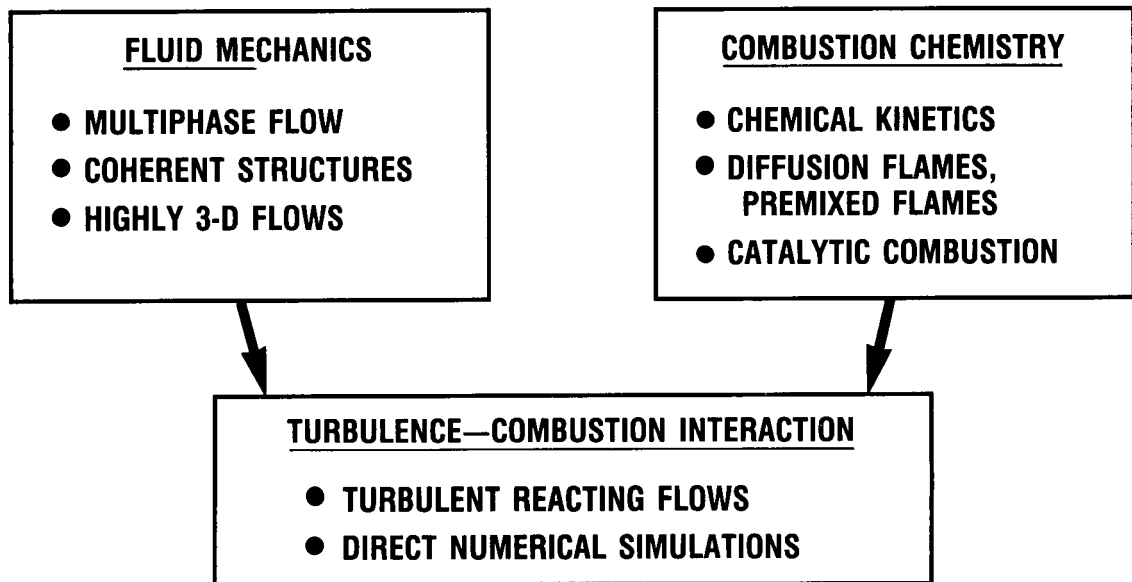 FLUID MECHANICS
● MULTIPHASE FLOW
● COHERENT STRUCTURES
● HIGHLY 3-D FLOWS
COMBUSTION CHEMISTRY
● CHEMICAL KINETICS
● DIFFUSION FLAMES,
PREMIXED FLAMES
● CATALYTIC COMBUSTION
TURBULENCE—COMBUSTION INTERACTION
● TURBULENT REACTING FLOWS
● DIRECT NUMERICAL SIMULATIONS